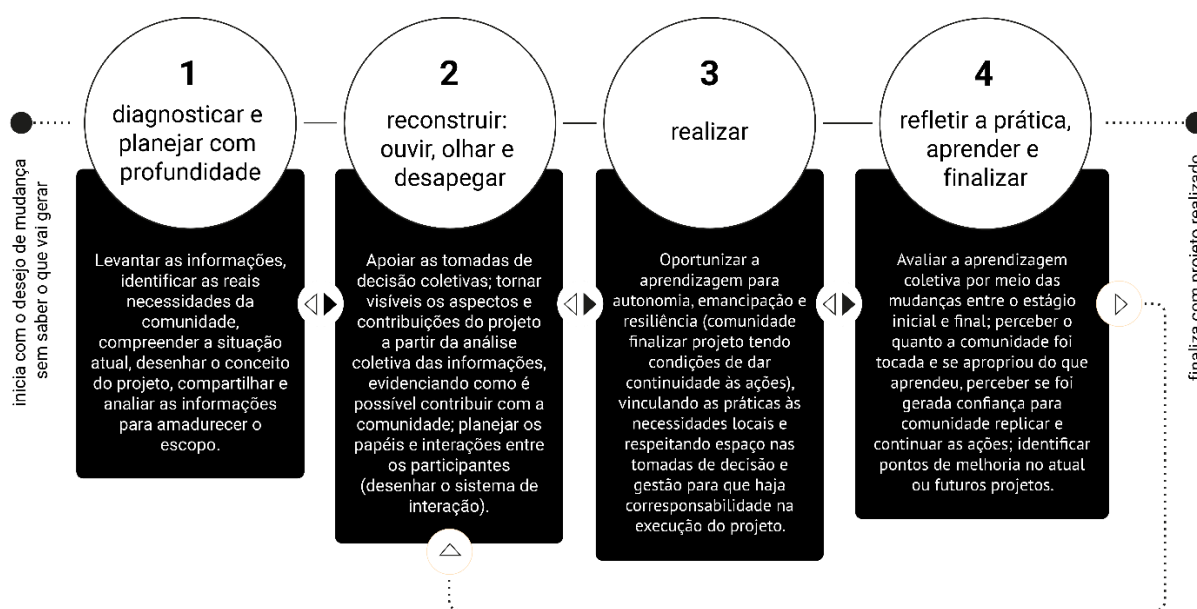 inicia com o desejo de mudança
sem saber o que vai gerar
1
diagnosticar e
planejar com
profundidade
Levantar as informações,
identificar as reais
necessidades da
comunidade,
compreender a situação
atual, desenhar o conceito
do projeto, compartilhar e
analiar as informações
para amadurecer o
escopo.
2
reconstruir:
ouvir, olhar e
desapegar
Apoiar as tomadas de
decisão coletivas; tornar
visíveis os aspectos e
contribuições do projeto
a partir da análise
coletiva das informações,
evidenciando como é
possível contribuir com a
comunidade; planejar os
papéis e interações entre
os participantes
(desenhar o sistema de
interação).
3
realizar
Oportunizar a
aprendizagem para
autonomia, emancipação e
resiliência (comunidade
finalizar projeto tendo
condições de dar
continuidade às ações),
vinculando as práticas às
necessidades locais e
respeitando espaço nas
tomadas de decisão e
gestão para que haja
corresponsabilidade na
execução do projeto.
4
refletir a prática,
aprender e
finalizar
Avaliar a aprendizagem
coletiva por meio das
mudanças entre o estágio
inicial e final; perceber o
quanto a comunidade foi
tocada e se apropriou do que
aprendeu, perceber se foi
gerada confiança para
comunidade replicar e
continuar as ações; identificar
pontos de melhoria no atual
ou futuros projetos.
finaliza com projeto realizado